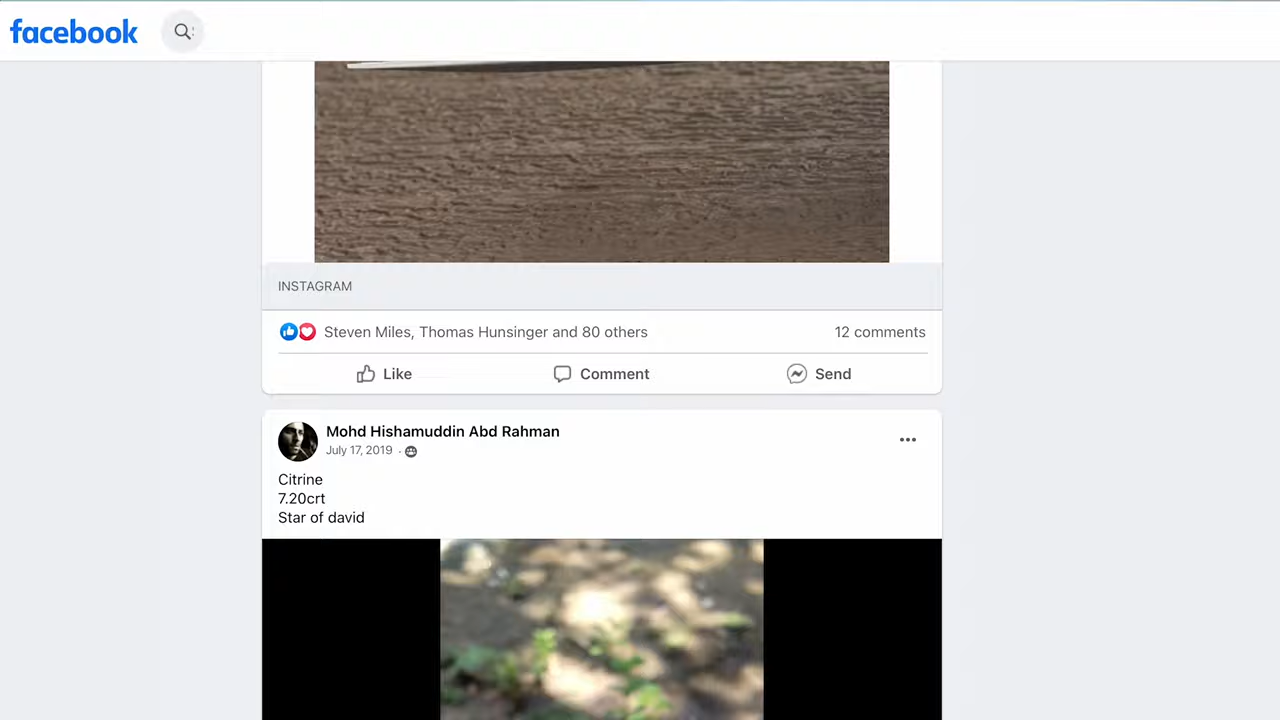 facebook
INSTAGRAM
Steven Miles, Thomas Hunsinger and 80 others
12 comments
Like
Comment
Send
Mohd Hishamuddin Abd Rahman
July 17, 2019 ·
Citrine
7.20crt
Star of david